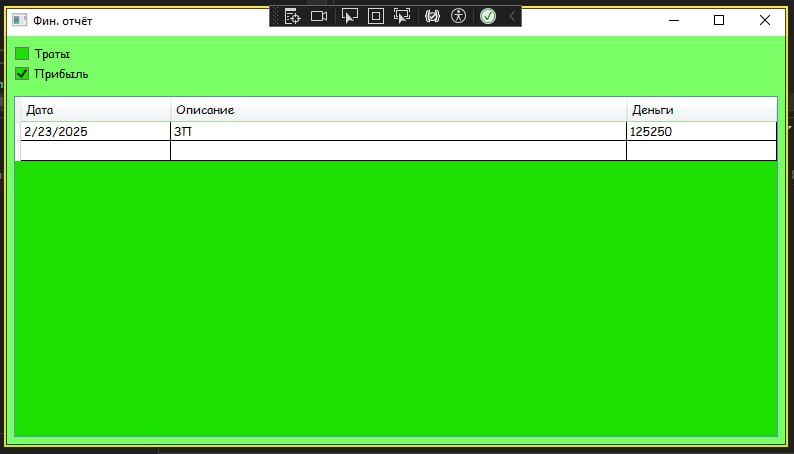 Фин. отчёт
Траты
Прибыль
Дата Описание Деньги
2/23/2025 ЗП 125250